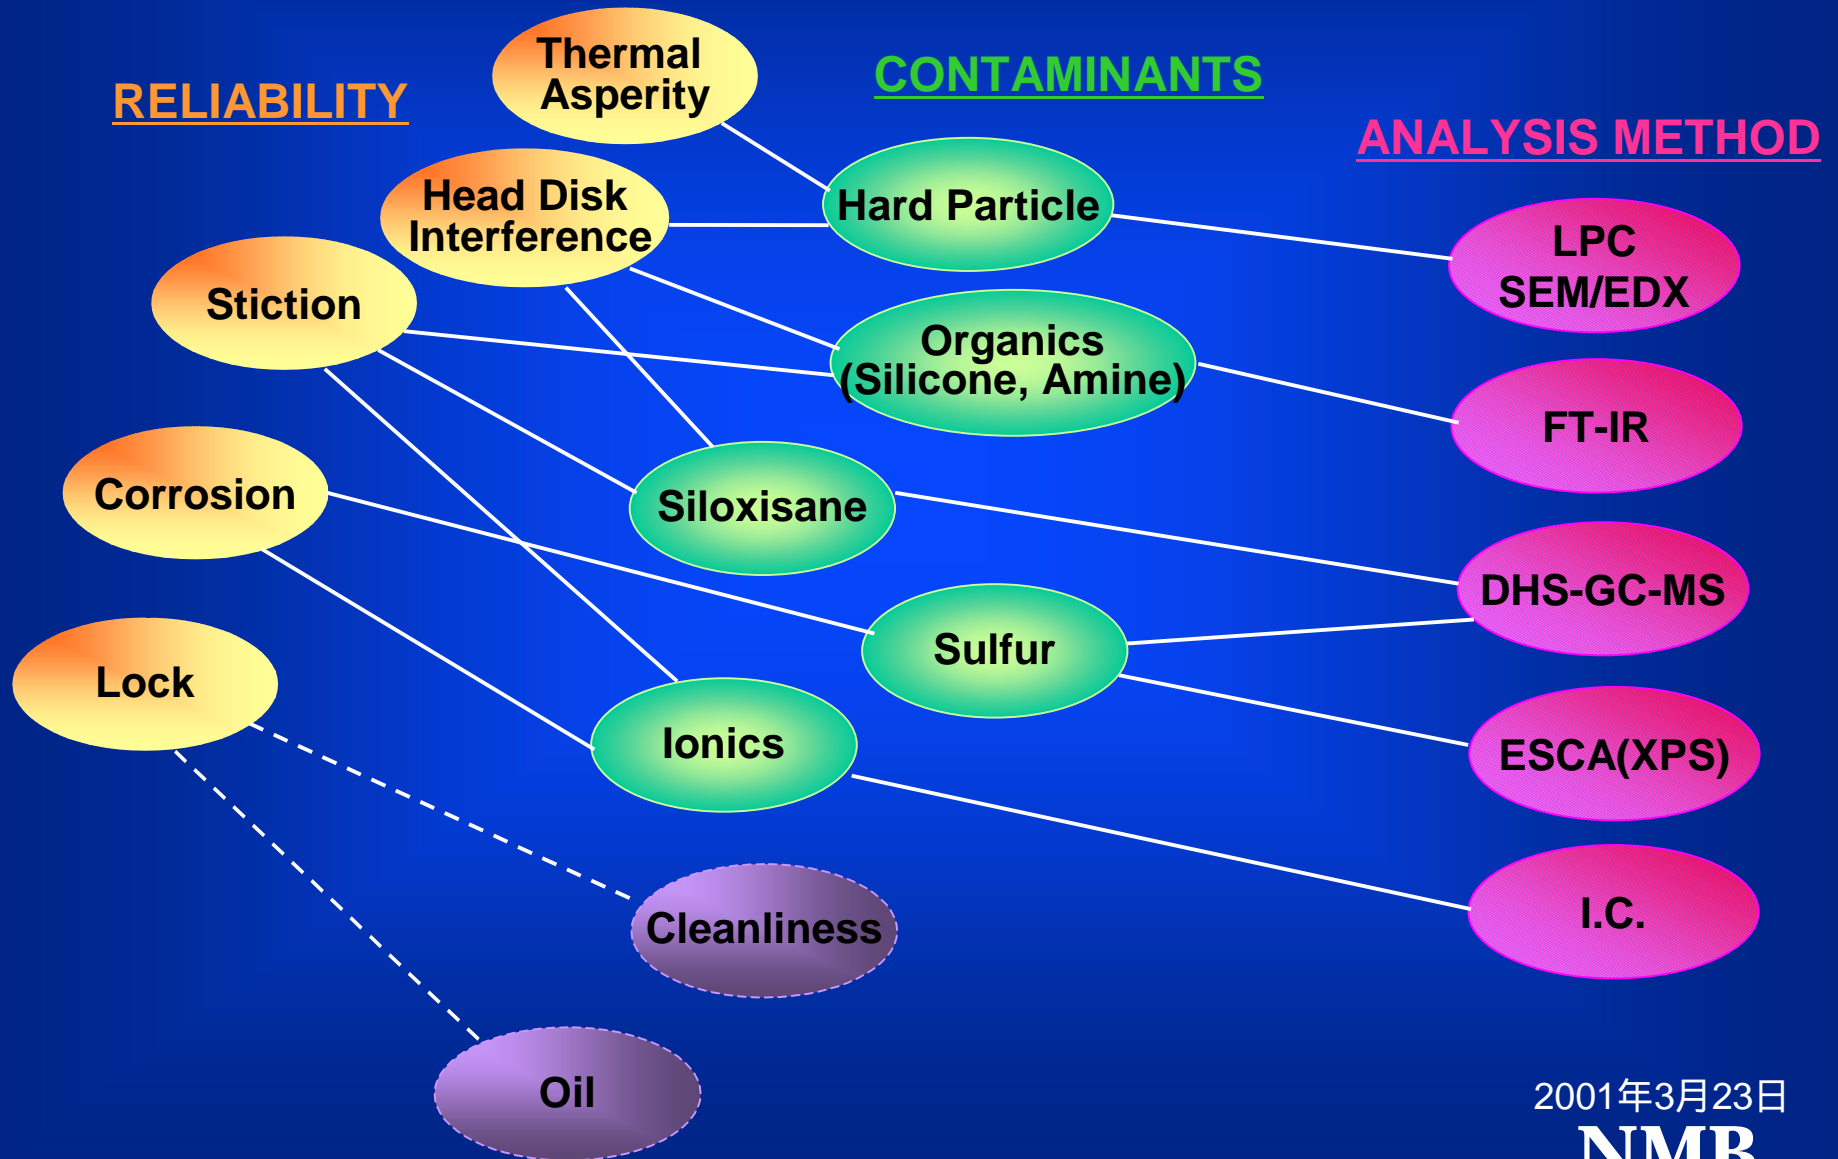 RELIABILITY
Thermal
Asperity
Head Disk
Interference
Stiction
Corrosion
Lock
CONTAMINANTS
Hard Particle
Organics
(Silicone, Amine)
Siloxisane
Sulfur
Ionics
Cleanliness
Oil
ANALYSIS METHOD
LPC
SEM/EDX
FT-IR
DHS-GC-MS
ESCA(XPS)
I.C.
2001年3月23日
NMB